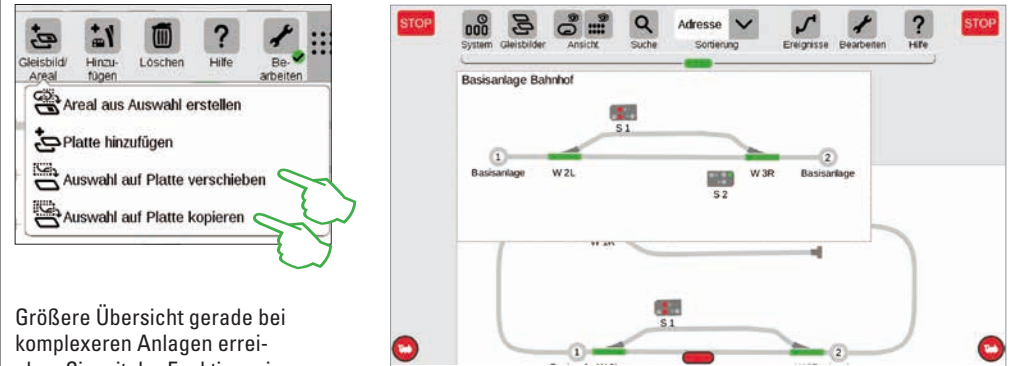 Gleisbild/
Areal
Hinzu-
fügen
Löschen
Hilfe
Be-
arbeiten
Areal aus Auswahl erstellen
Platte hinzufügen
Auswahl auf Platte verschieben
Auswahl auf Platte kopieren
Größere Übersicht gerade bei
komplexeren Anlagen errei-
STOP
System
Gleisbilder
Ansicht
Suche
Adresse
Sortierung
Ereignisse
Bearbeiten
Hilfe
STOP
Basisanlage Bahnhof
S 1
1
2
Basisanlage
W 2L
W 3R
Basisanlage
S 2
W 1R
S 1
1
2